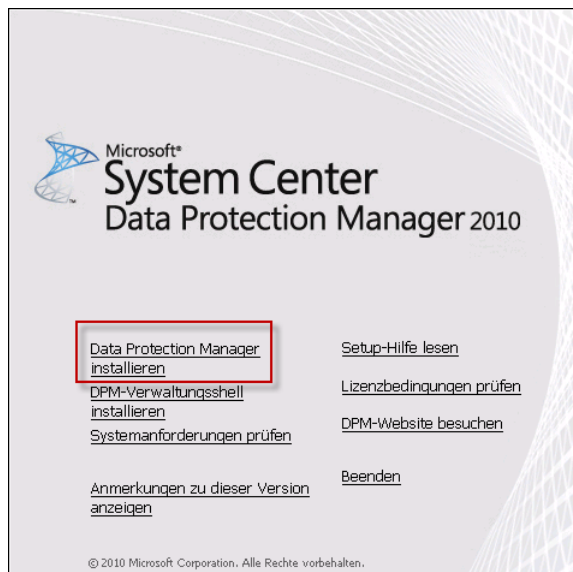 Microsoft®
System Center
Data Protection Manager 2010
Data Protection Manager
installieren
DPM-Verwaltungsshell
installieren
Systemanforderungen prüfen
Anmerkungen zu dieser Version
anzeigen
Setup-Hilfe lesen
Lizenzbedingungen prüfen
DPM-Website besuchen
Beenden
© 2010 Microsoft Corporation. Alle Rechte vorbehalten.